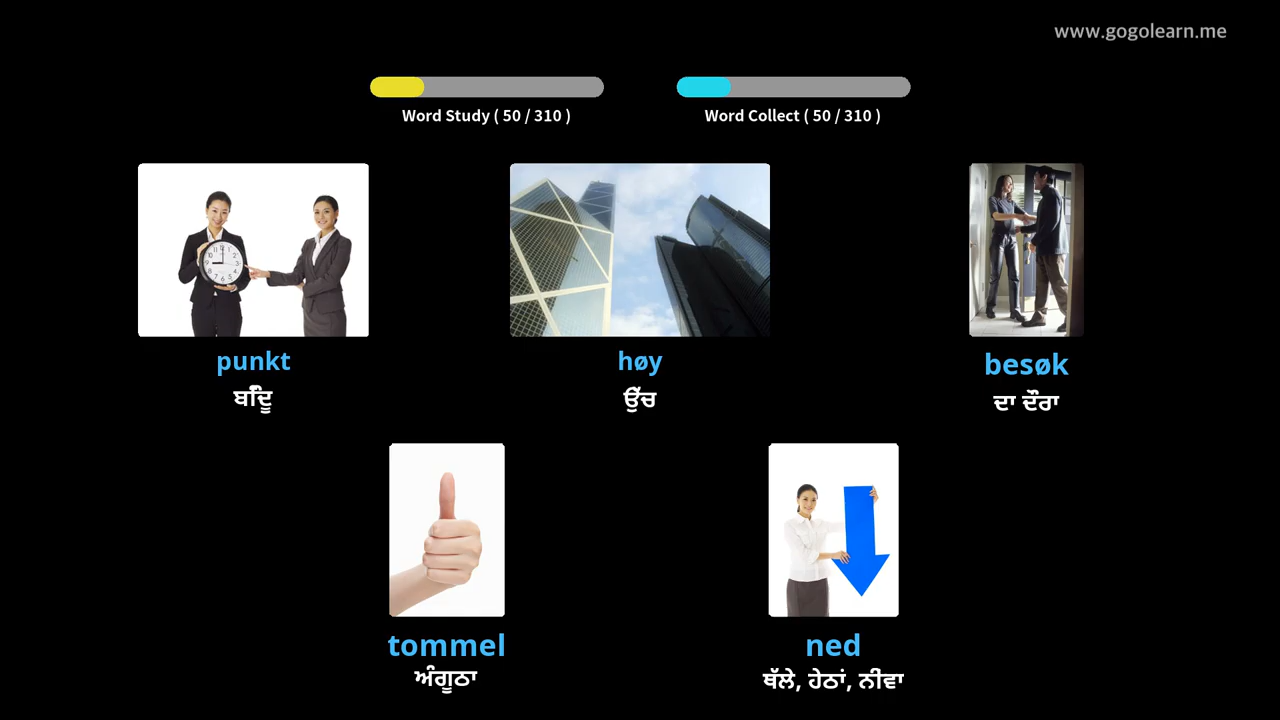 www.gogolearn.me
Word Study ( 50 / 310 )
Word Collect ( 50 / 310 )
punkt
ਬਿੰਦੂ
høy
ਉੱਚ
besøk
ਦਾ ਦੌਰਾ
tommel
ਅੰਗੂਠਾ
ned
ਥੱਲੇ, ਹੇਠਾਂ, ਨੀਵਾ